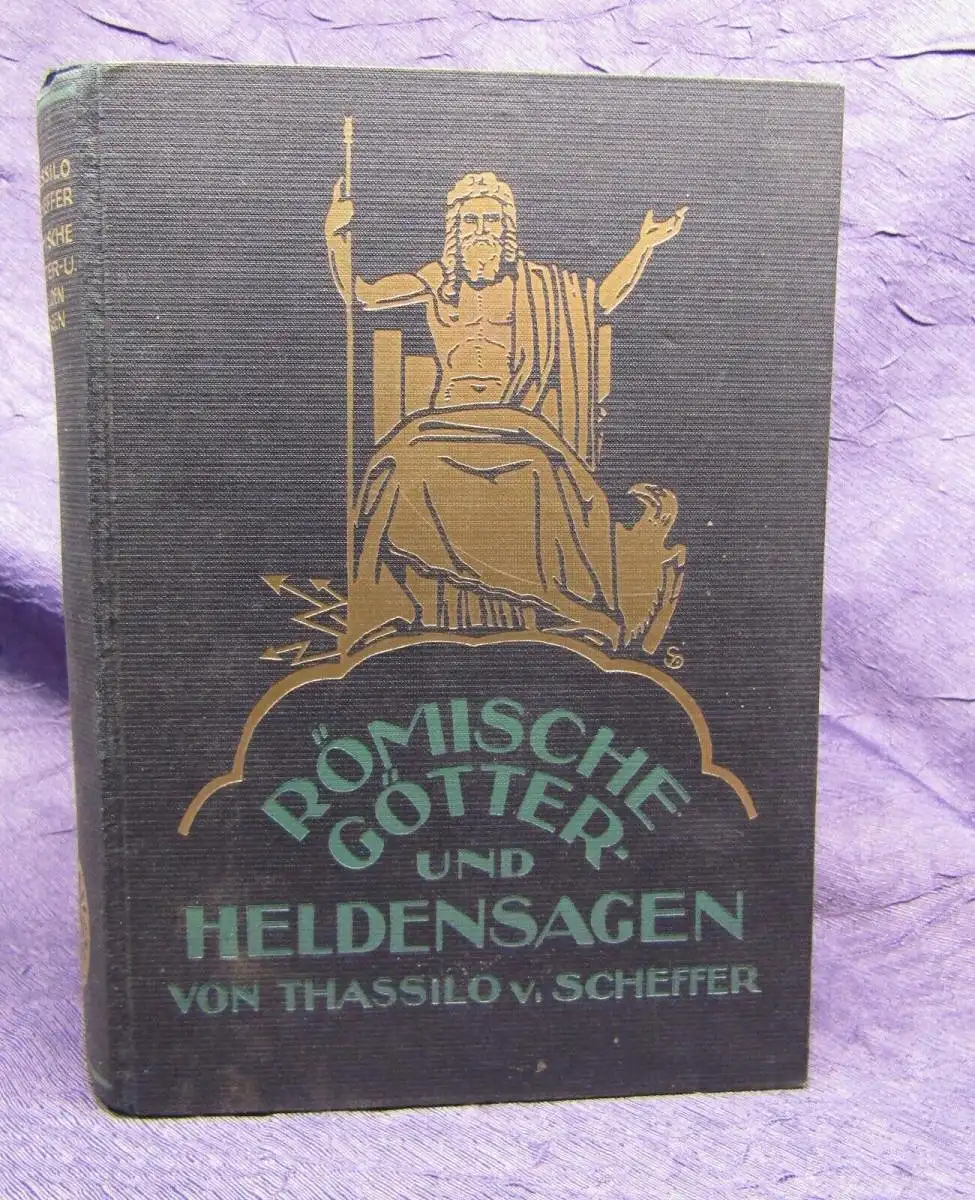 RÖMISCHE
GÖTTER-
UND
HELDENSAGEN
VON THASSILO v. SCHEFFER